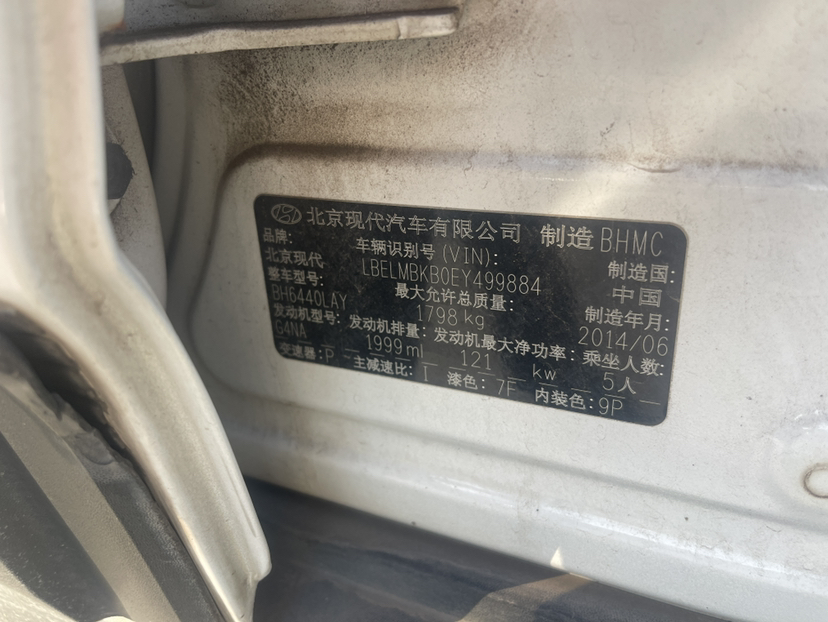 北京现代汽车有限公司 制造 BHMC
品牌: 车辆识别号(VIN): 制造国:
北京现代 LBELMBKB0EY499884 中国
整车型号: 最大允许总质量: 制造年月:
BH6440LAY 1798 kg 2014/06
发动机型号: 发动机排量: 发动机最大净功率: 乘坐人数:
G4NA 1999 ml 121 kw 5人
变速器: P 主减速比: I 漆色: 7F 内装色: 9P